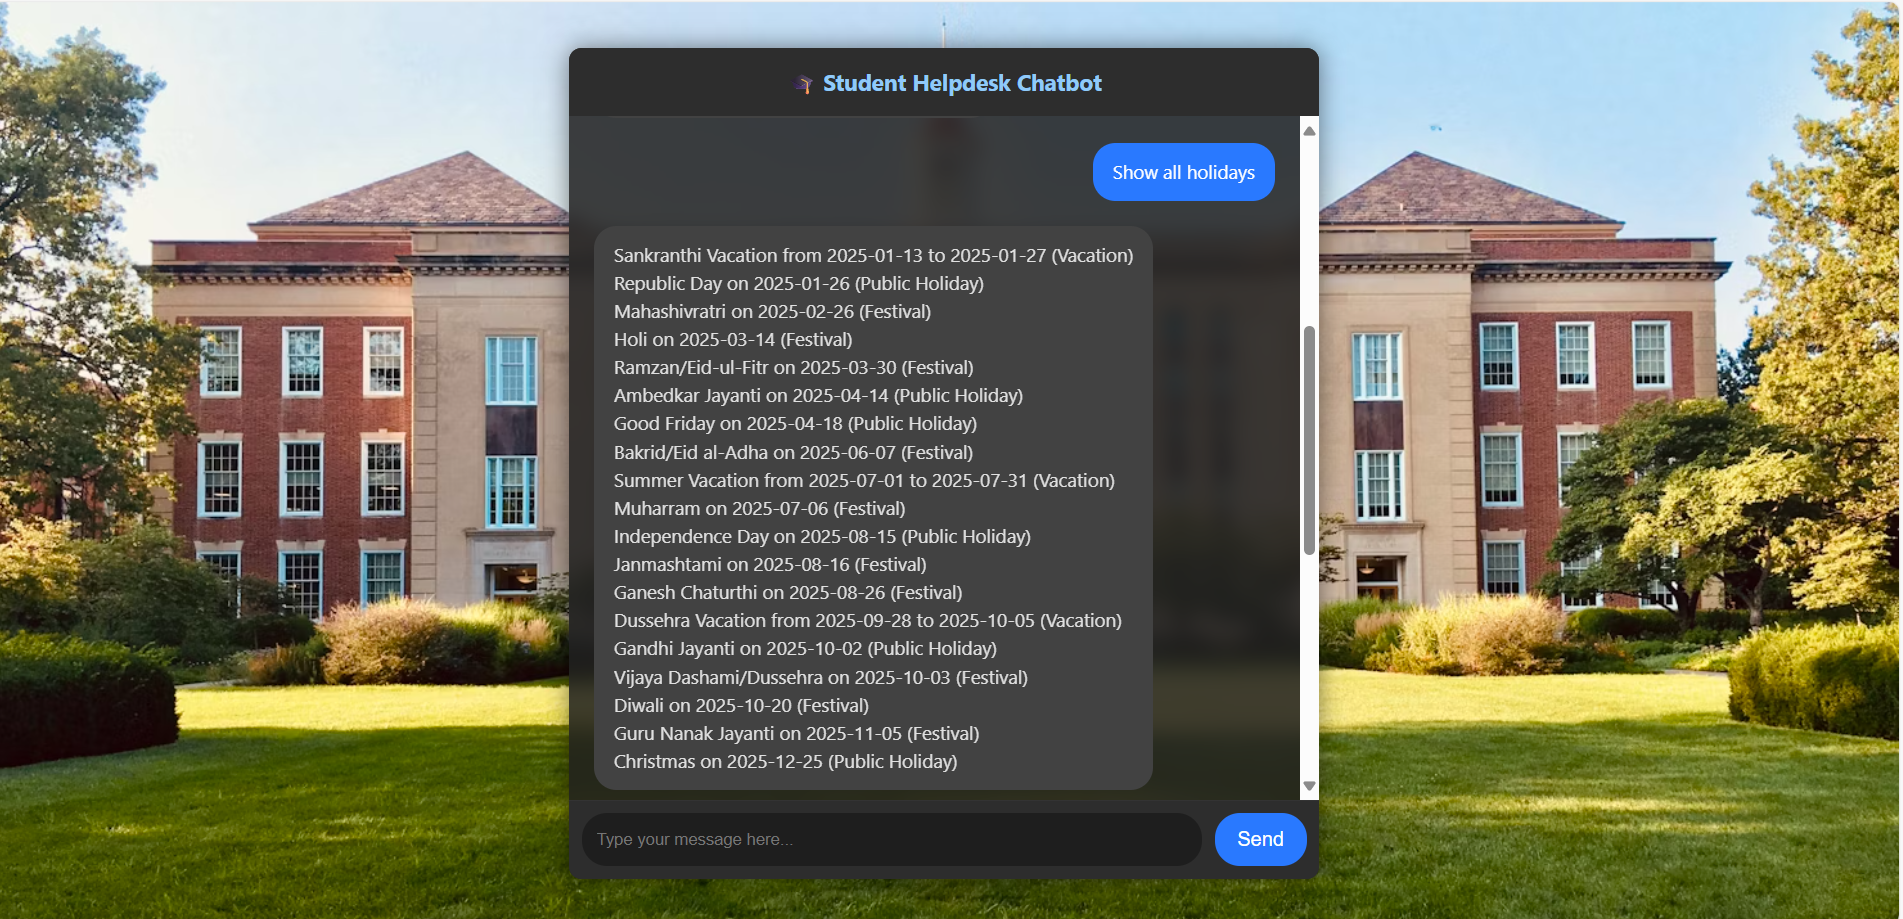 Student Helpdesk Chatbot
Show all holidays
Sankranthi Vacation from 2025-01-13 to 2025-01-27 (Vacation)
Republic Day on 2025-01-26 (Public Holiday)
Mahashivratri on 2025-02-26 (Festival)
Holi on 2025-03-14 (Festival)
Ramzan/Eid-ul-Fitr on 2025-03-30 (Festival)
Ambedkar Jayanti on 2025-04-14 (Public Holiday)
Good Friday on 2025-04-18 (Public Holiday)
Bakrid/Eid al-Adha on 2025-06-07 (Festival)
Summer Vacation from 2025-07-01 to 2025-07-31 (Vacation)
Muharram on 2025-07-06 (Festival)
Independence Day on 2025-08-15 (Public Holiday)
Janmashtami on 2025-08-16 (Festival)
Ganesh Chaturthi on 2025-08-26 (Festival)
Dussehra Vacation from 2025-09-28 to 2025-10-05 (Vacation)
Gandhi Jayanti on 2025-10-02 (Public Holiday)
Vijaya Dashami/Dussehra on 2025-10-03 (Festival)
Diwali on 2025-10-20 (Festival)
Guru Nanak Jayanti on 2025-11-05 (Festival)
Christmas on 2025-12-25 (Public Holiday)
Type your message here...
Send